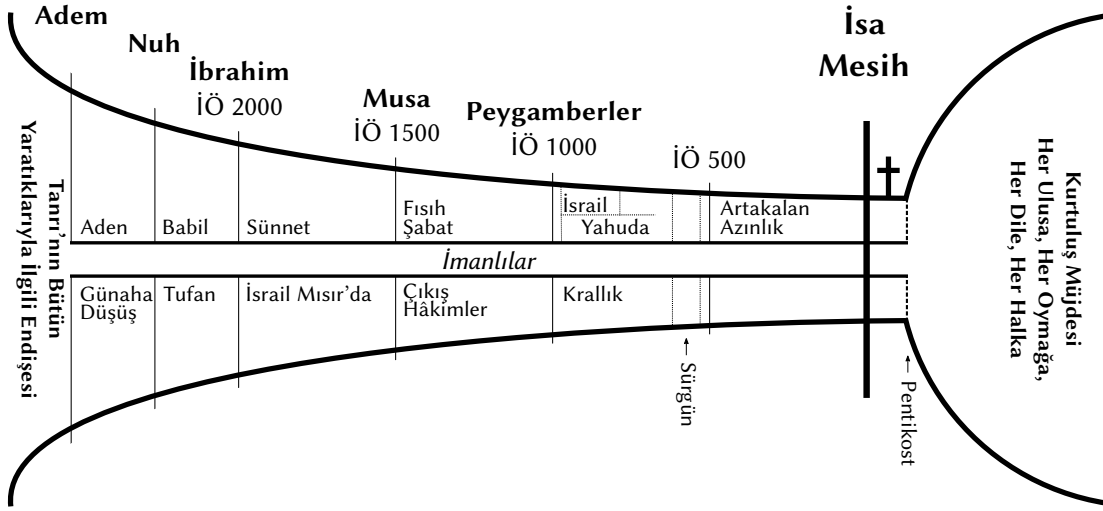 Adem
Nuh
İbrahim
İÖ 2000
Musa
İÖ 1500
Peygamberler
İÖ 1000
İÖ 500
İsa
Mesih
Tanrı’nın Bütün
Yaratıklarıyla İlgili Endişesi
Aden
Babil
Sünnet
Fısıh
Şabat
İsrail
Yahuda
Artakalan
Azınlık
İmanlılar
Günaha
Düşüş
Tufan
İsrail Mısır’da
Çıkış
Hâkimler
Krallık
← Sürgün
← Pentikost
Kurtuluş Müjdesi
Her Ulusa, Her Oymağa,
Her Dile, Her Halka